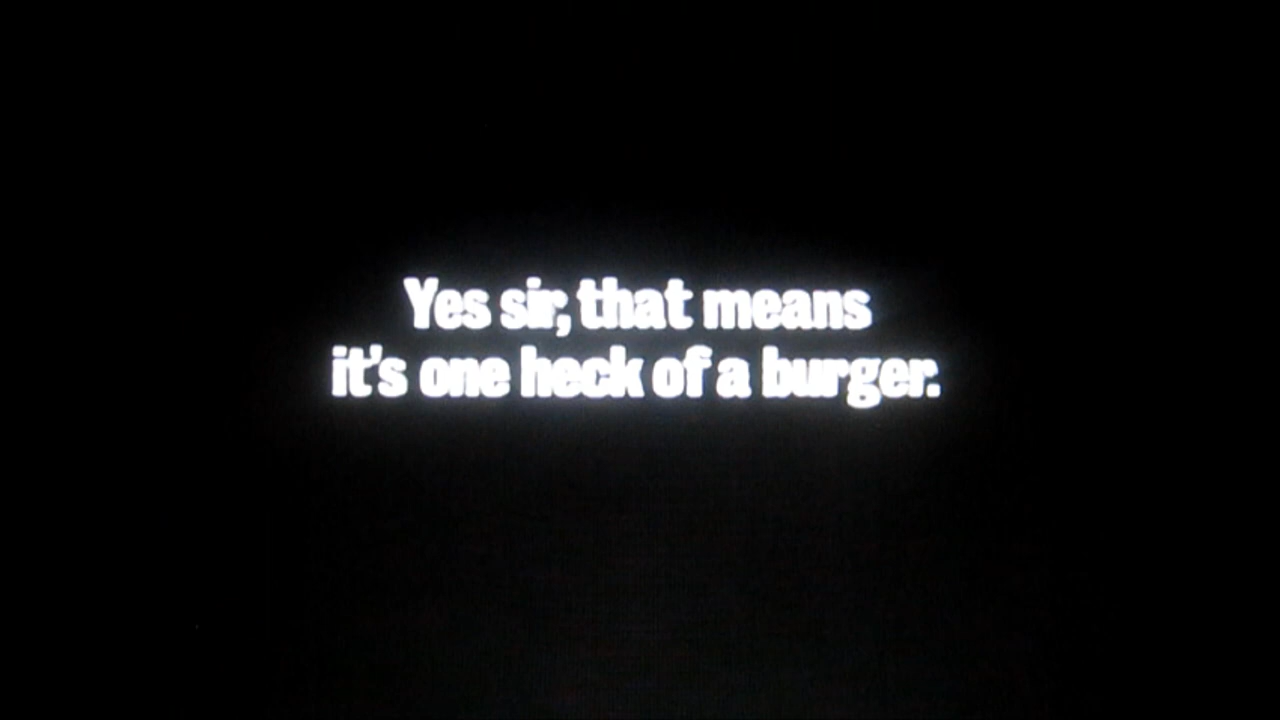 Yes sir, that means
it's one heck of a burger.